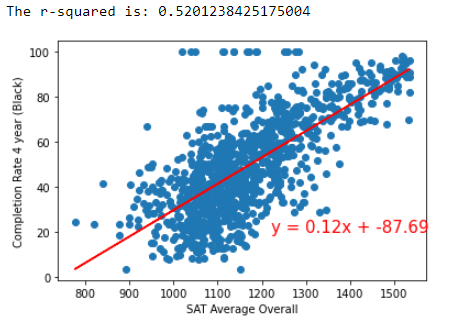 The r-squared is: 0.5201238425175004
100
80
60
40
20
0
Completion Rate 4 year (Black)
y = 0.12x + -87.69
800 900 1000 1100 1200 1300 1400 1500
SAT Average Overall